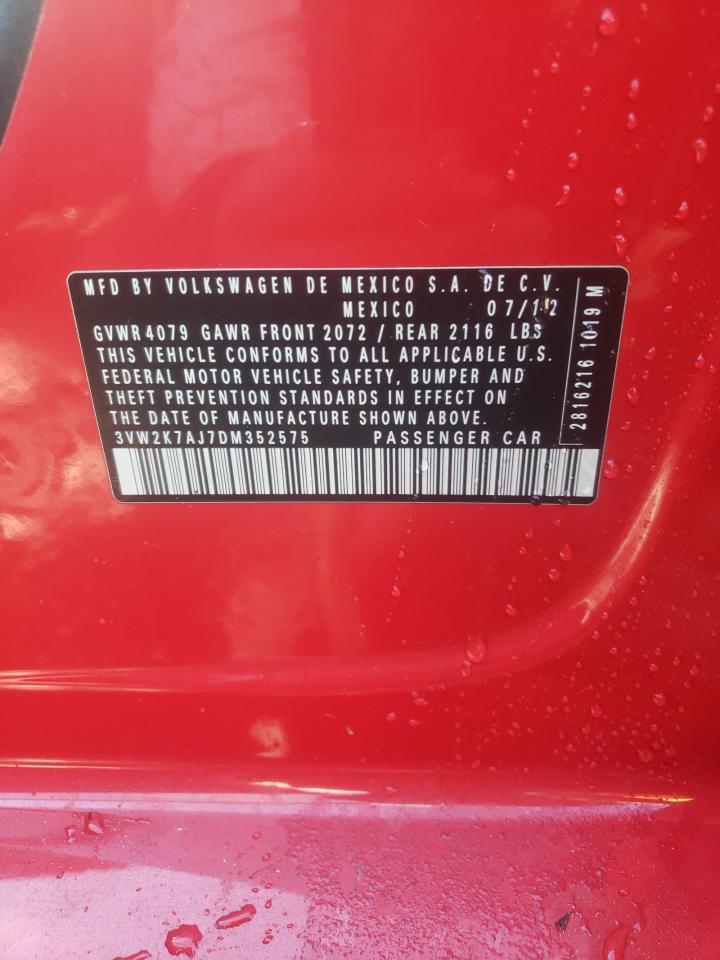 MFD BY VOLKSWAGEN DE MEXICO S.A. DE C.V.
MEXICO 07/12
GVWR 4079 GAWR FRONT 2072 / REAR 2116 LBS
THIS VEHICLE CONFORMS TO ALL APPLICABLE U.S.
FEDERAL MOTOR VEHICLE SAFETY, BUMPER AND
THEFT PREVENTION STANDARDS IN EFFECT ON
THE DATE OF MANUFACTURE SHOWN ABOVE.
3VW2K7AJ7DM352575 PASSENGER CAR
2816216 1019 M